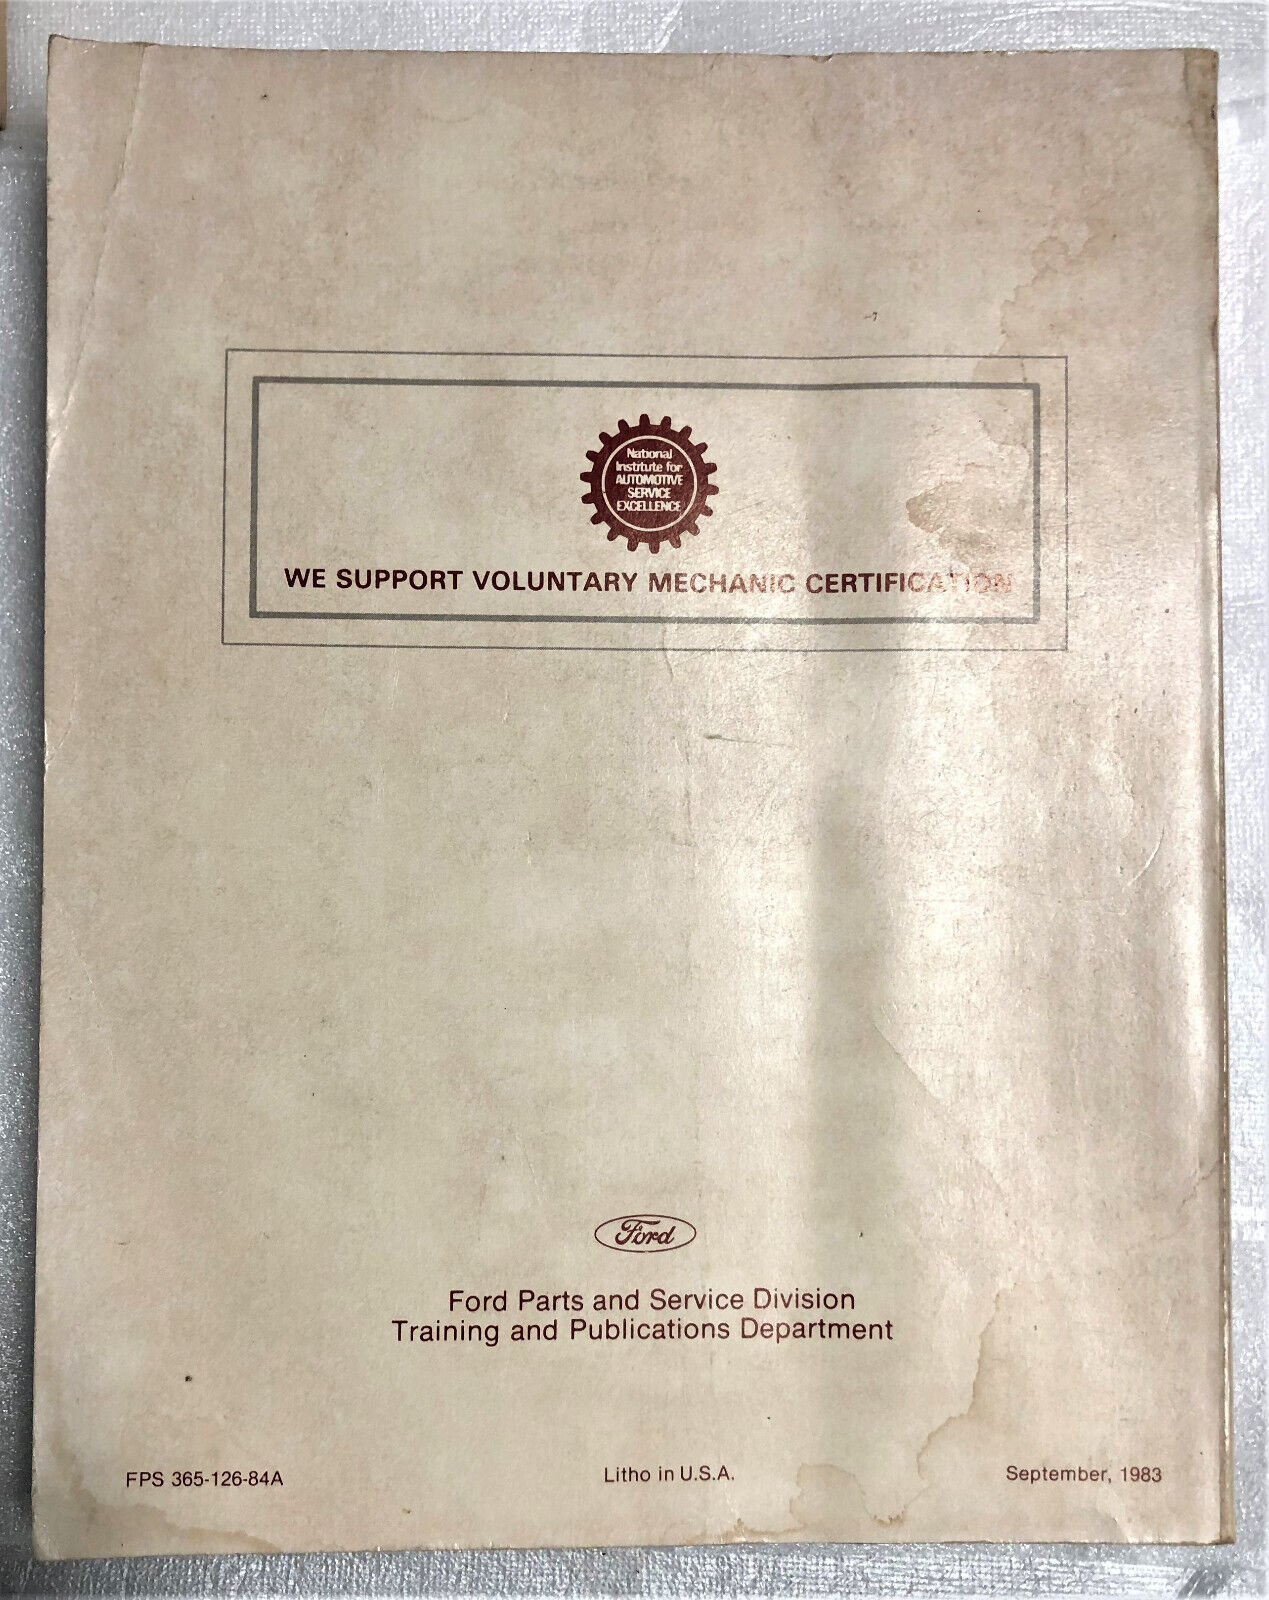 National
Institute for
AUTOMOTIVE
SERVICE
EXCELLENCE
WE SUPPORT VOLUNTARY MECHANIC CERTIFICATION
Ford
Ford Parts and Service Division
Training and Publications Department
FPS 365-126-84A
Litho in U.S.A.
September, 1983